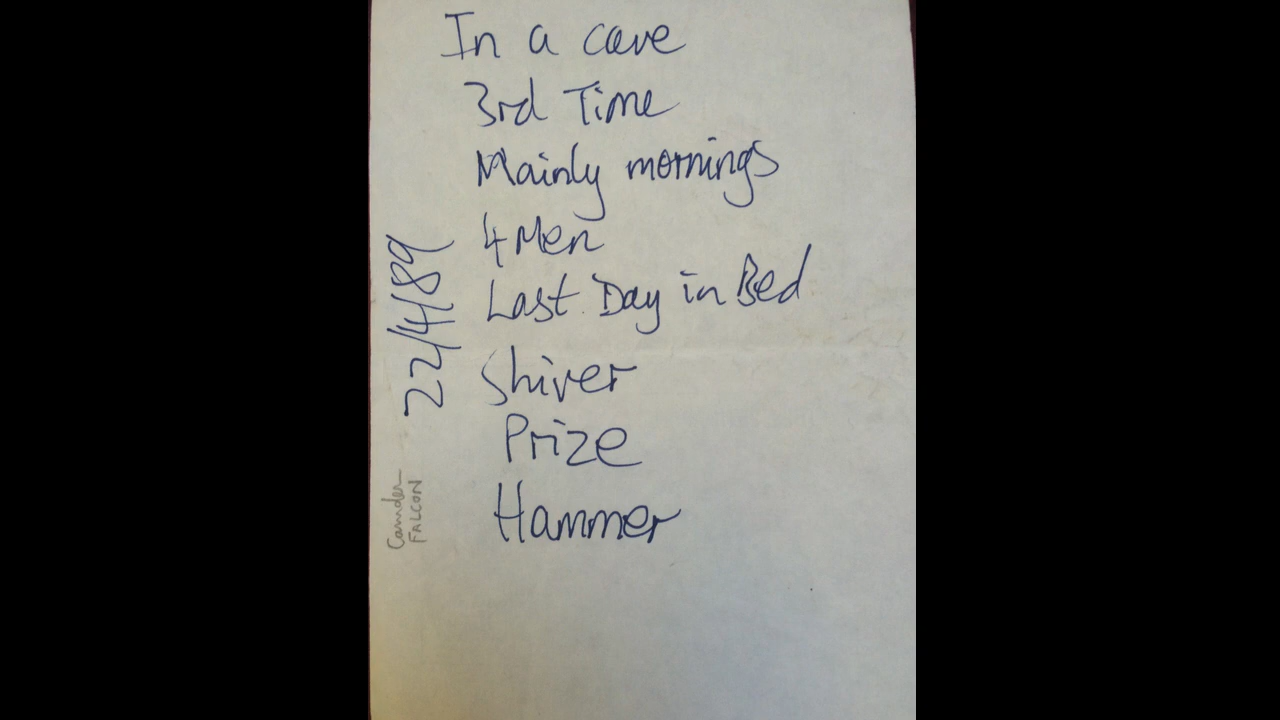 In a cave
3rd Time
Mainly mornings
4 Men
Last Day in Bed
Shiver
Prize
Hammer
22/4/89
Camden
FALCON